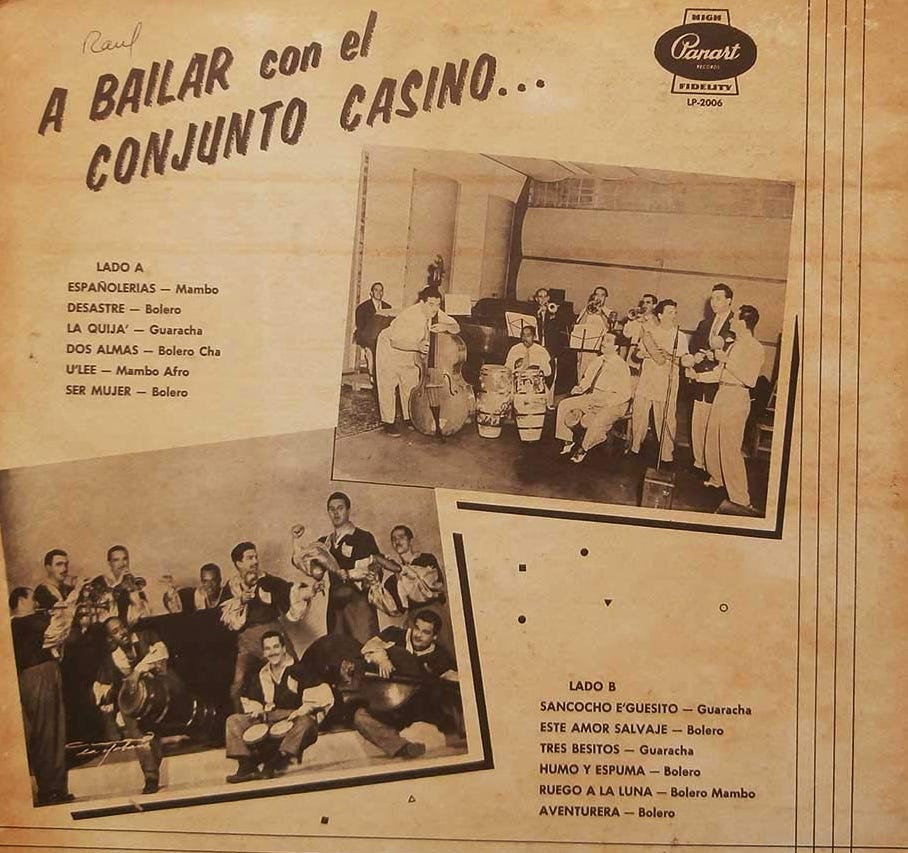 Raul
A BAILAR con el
CONJUNTO CASINO...
HIGH
Panart
RECORDS
FIDELITY
LP-2006
LADO A
ESPAÑOLERIAS — Mambo
DESASTRE — Bolero
LA QUIJA' — Guaracha
DOS ALMAS — Bolero Cha
U'LEE — Mambo Afro
SER MUJER — Bolero
LADO B
SANCOCHO E'GUESITO — Guaracha
ESTE AMOR SALVAJE — Bolero
TRES BESITOS — Guaracha
HUMO Y ESPUMA — Bolero
RUEGO A LA LUNA — Bolero Mambo
AVENTURERA — Bolero